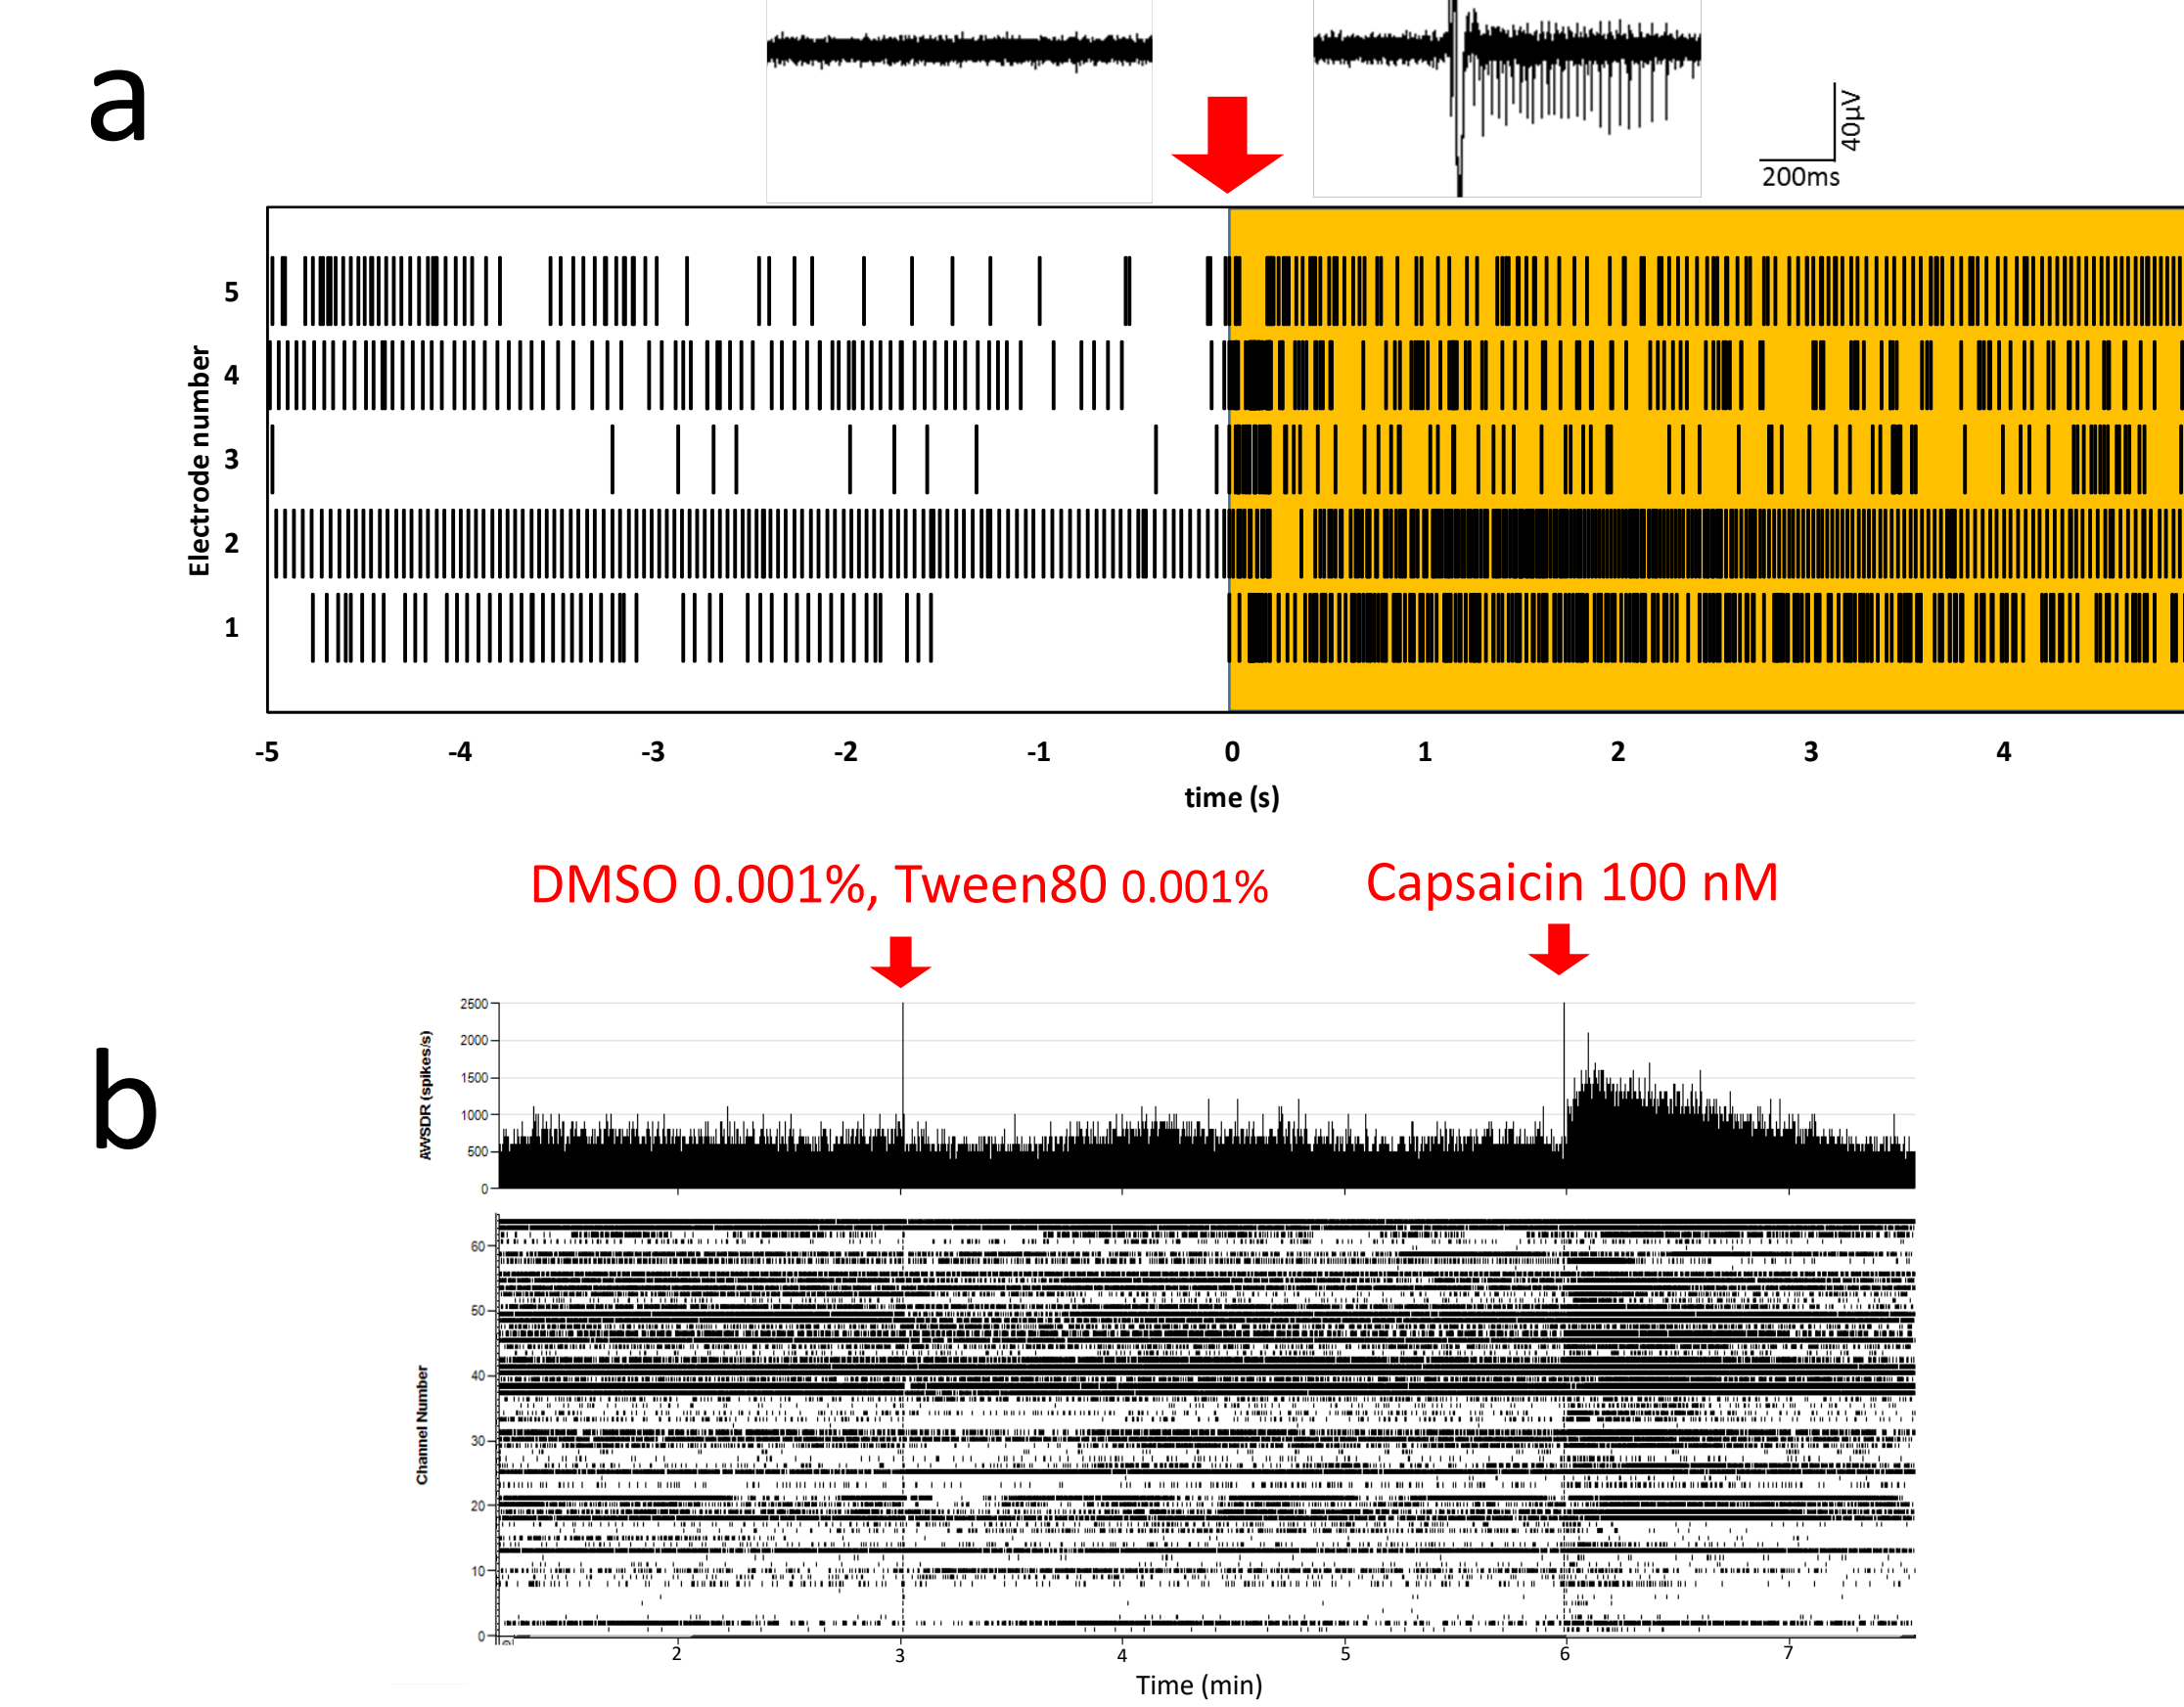 a
40µV
200ms
Electrode number
5
4
3
2
1
-5 -4 -3 -2 -1 0 1 2 3 4
time (s)
DMSO 0.001%, Tween80 0.001% Capsaicin 100 nM
b
AWSDR (spikes/s)
2500
2000
1500
1000
500
0
Channel Number
60
50
40
30
20
10
0
2 3 4 5 6 7
Time (min)